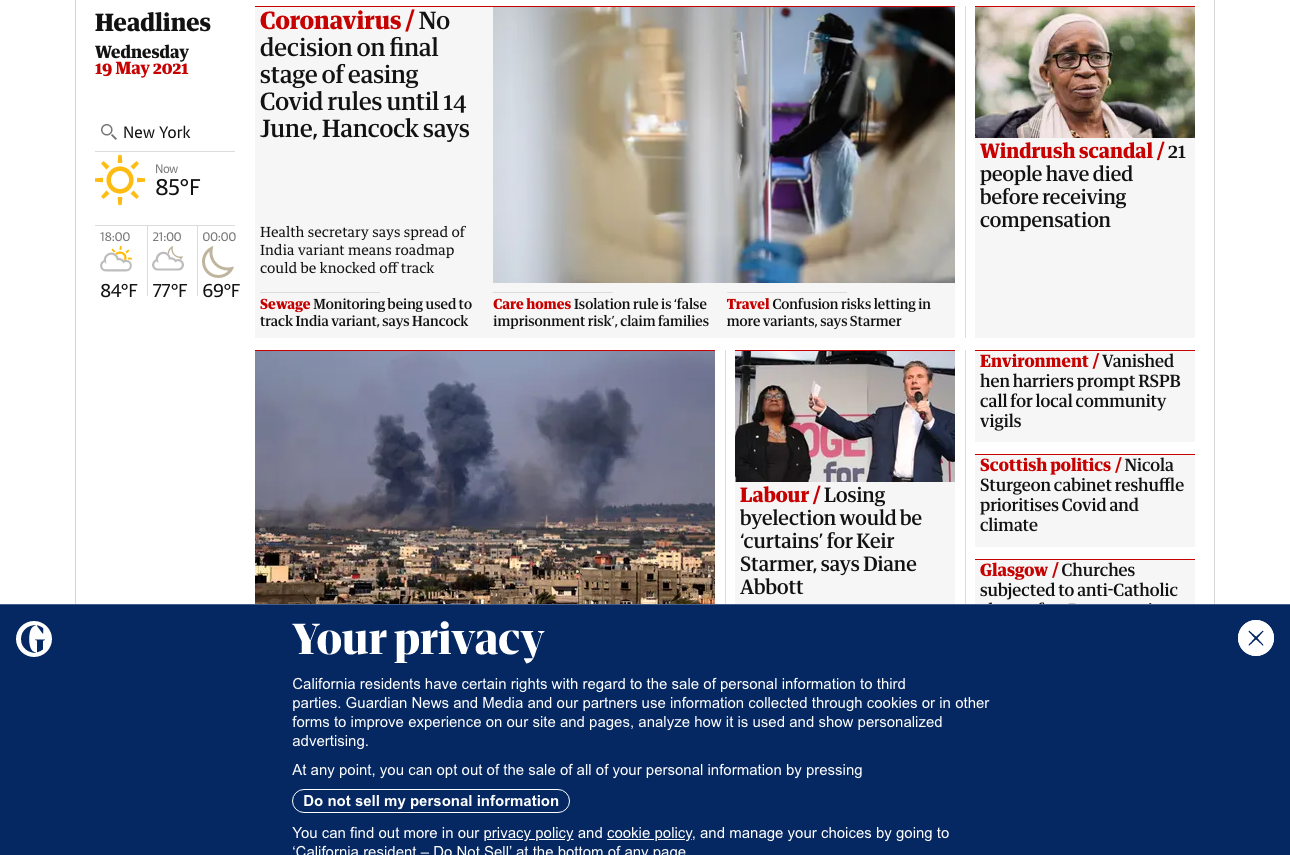 Headlines
Wednesday
19 May 2021
New York
Now
85°F
18:00
84°F
21:00
77°F
00:00
69°F
Coronavirus / No
decision on final
stage of easing
Covid rules until 14
June, Hancock says
Health secretary says spread of
India variant means roadmap
could be knocked off track
Sewage Monitoring being used to
track India variant, says Hancock
Care homes Isolation rule is ‘false
imprisonment risk’, claim families
Travel Confusion risks letting in
more variants, says Starmer
Windrush scandal / 21
people have died
before receiving
compensation
for
Labour / Losing
byelection would be
‘curtains’ for Keir
Starmer, says Diane
Abbott
Environment / Vanished
hen harriers prompt RSPB
call for local community
vigils
Scottish politics / Nicola
Sturgeon cabinet reshuffle
prioritises Covid and
climate
Glasgow / Churches
subjected to anti-Catholic
G
Your privacy
California residents have certain rights with regard to the sale of personal information to third
parties. Guardian News and Media and our partners use information collected through cookies or in other
forms to improve experience on our site and pages, analyze how it is used and show personalized
advertising.
At any point, you can opt out of the sale of all of your personal information by pressing
Do not sell my personal information
You can find out more in our privacy policy and cookie policy, and manage your choices by going to
‘California resident – Do Not Sell’ at the bottom of any page.